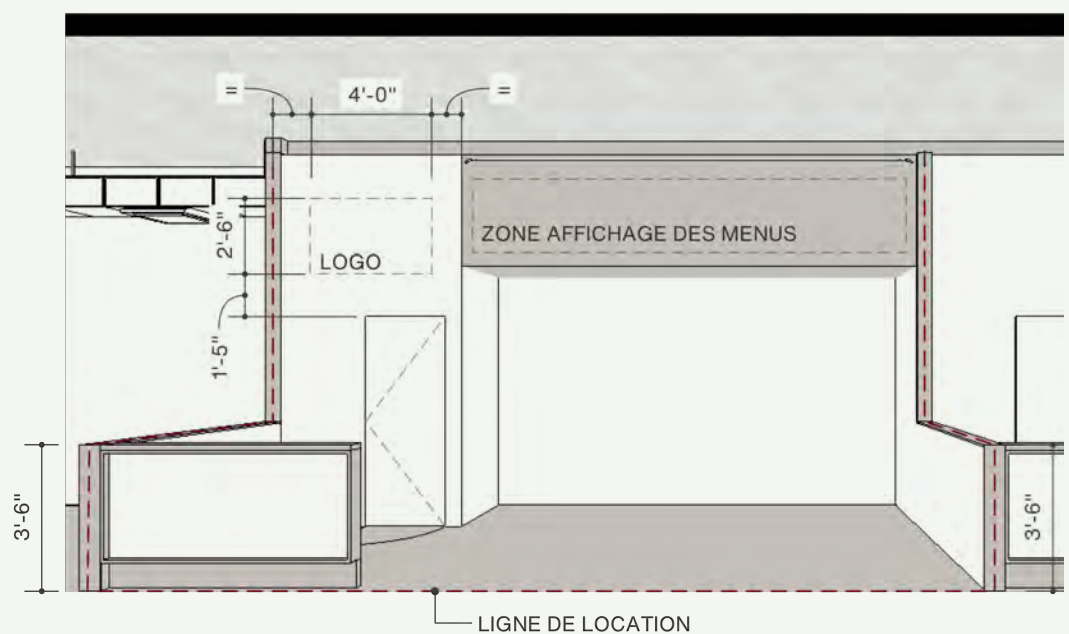 =
4'-0"
=
2'-6"
LOGO
ZONE AFFICHAGE DES MENUS
1'-5"
3'-6"
3'-6"
LIGNE DE LOCATION